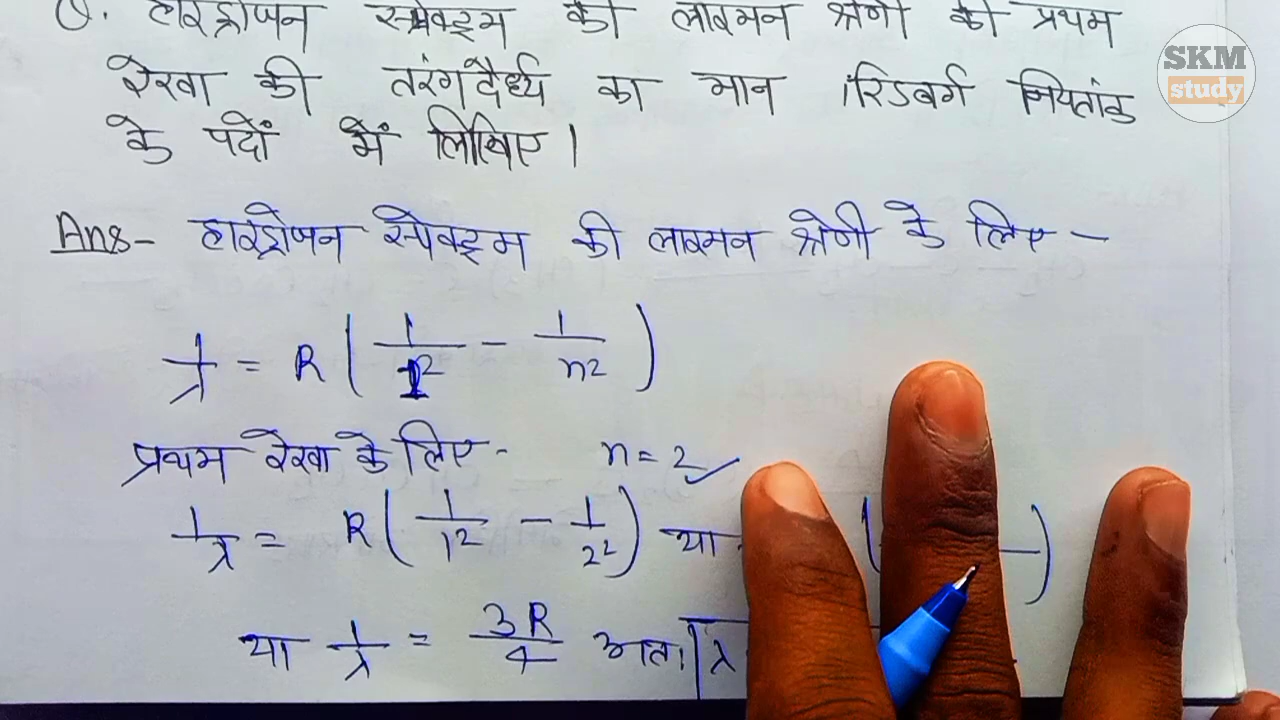 Q. हाइड्रोजन स्पेक्ट्रम की लाइमन श्रेणी की प्रथम
रेखा की तरंगदैर्ध्य का मान रिडबर्ग नियतांक
के पदों में लिखिए।
Ans- हाइड्रोजन स्पेक्ट्रम की लाइमन श्रेणी के लिए -
1/λ = R ( 1/1² - 1/n² )
प्रथम रेखा के लिए- n = 2 ✓
1/λ = R ( 1/1² - 1/2² ) या ( )
या 1/λ = 3R/4 अतः λ
SKM
study